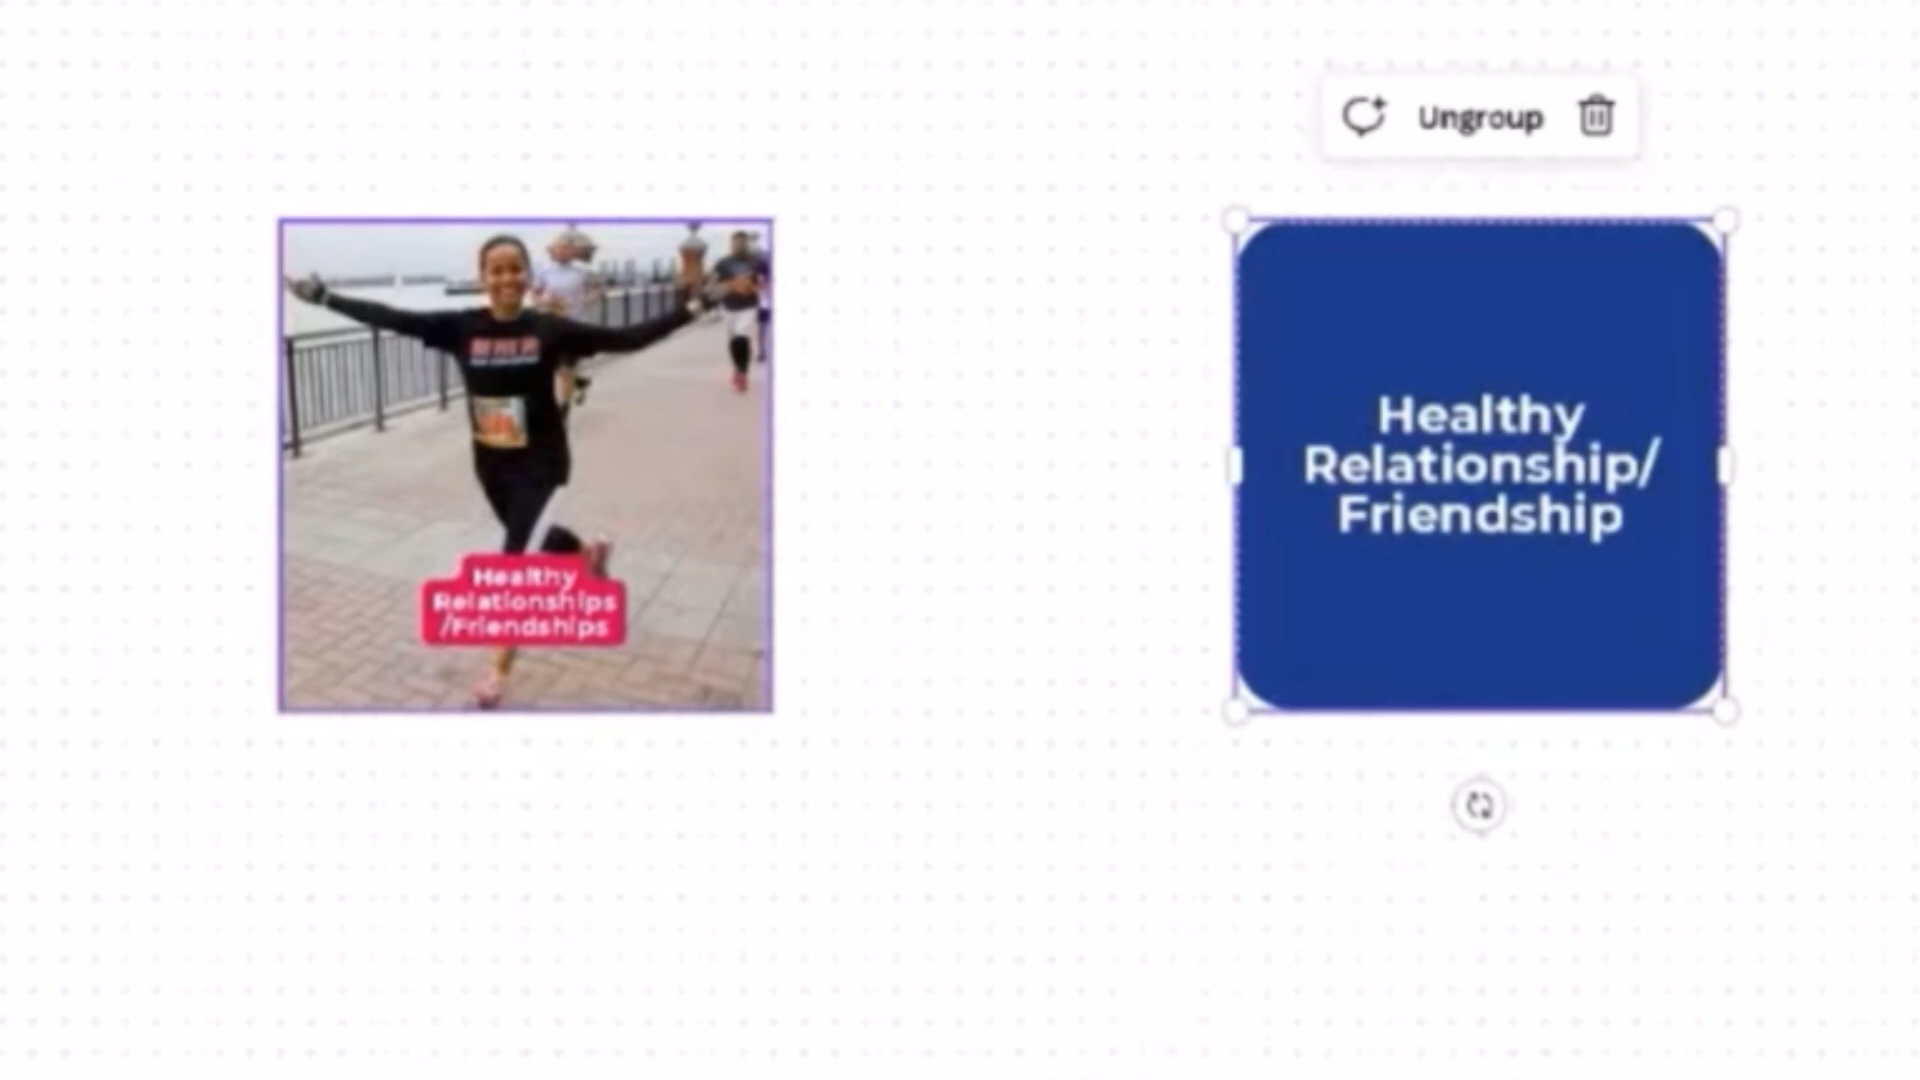 Ungroup
Healthy
Relationships
/Friendships
Healthy
Relationship/
Friendship